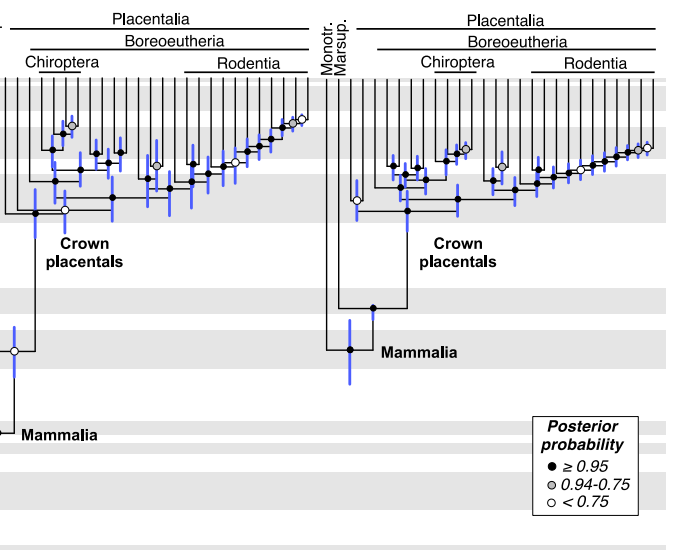 Placentalia
Boreoeutheria
Chiroptera Rodentia
Crown
placentals
Mammalia
Monotr.
Marsup.
Placentalia
Boreoeutheria
Chiroptera Rodentia
Crown
placentals
Mammalia
Posterior
probability
≥ 0.95
0.94-0.75
< 0.75